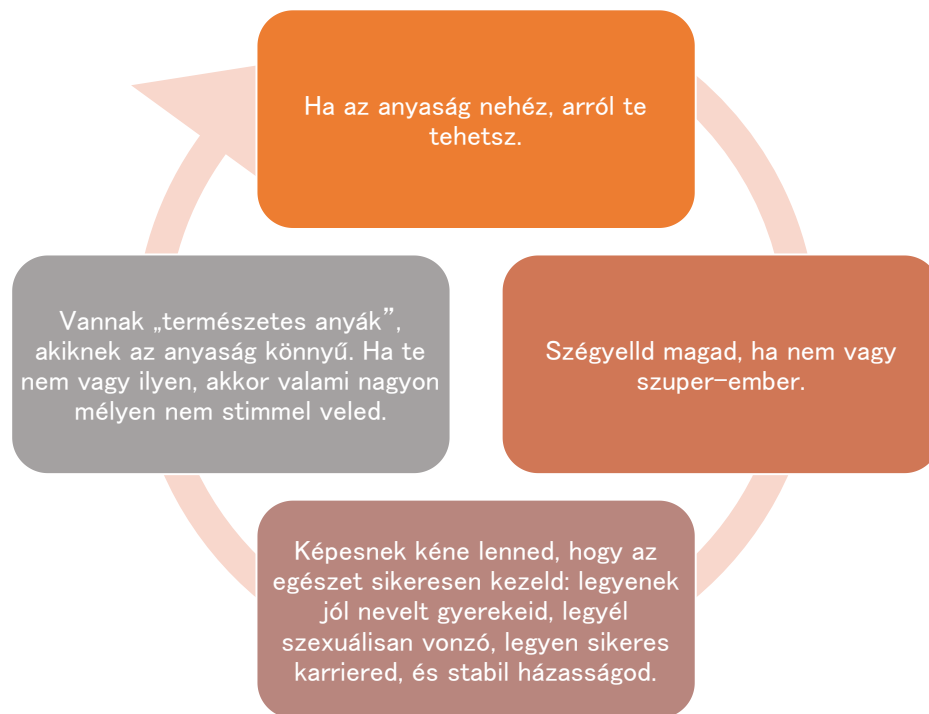 Ha az anyaság nehéz, arról te
tehetsz.
Szégyelld magad, ha nem vagy
szuper-ember.
Képesnek kéne lenned, hogy az
egészet sikeresen kezeld: legyenek
jól nevelt gyerekeid, legyél
szexuálisan vonzó, legyen sikeres
karriered, és stabil házasságod.
Vannak „természetes anyák”,
akiknek az anyaság könnyű. Ha te
nem vagy ilyen, akkor valami nagyon
mélyen nem stimmel veled.